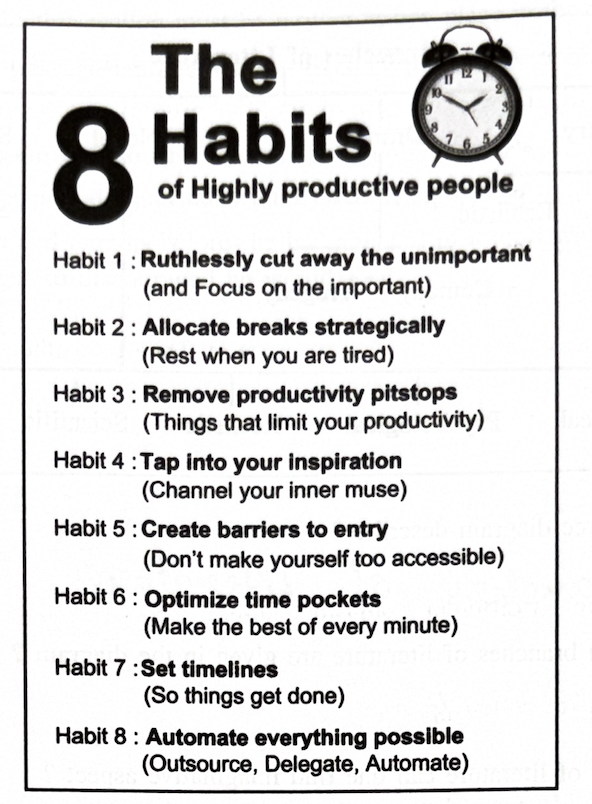 The
8 Habits
of Highly productive people
Habit 1 : Ruthlessly cut away the unimportant
(and Focus on the important)
Habit 2 : Allocate breaks strategically
(Rest when you are tired)
Habit 3 : Remove productivity pitstops
(Things that limit your productivity)
Habit 4 : Tap into your inspiration
(Channel your inner muse)
Habit 5 : Create barriers to entry
(Don't make yourself too accessible)
Habit 6 : Optimize time pockets
(Make the best of every minute)
Habit 7 : Set timelines
(So things get done)
Habit 8 : Automate everything possible
(Outsource, Delegate, Automate)